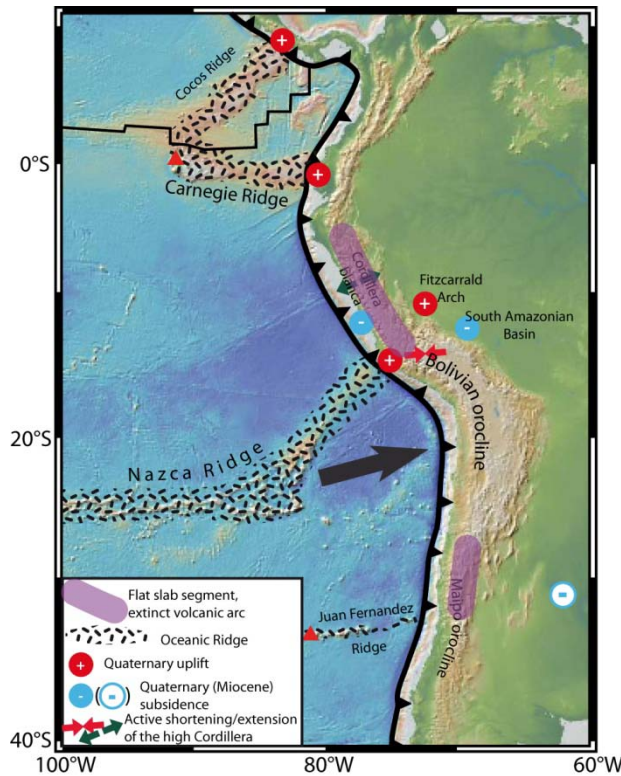 Cocos Ridge
0°S
Carnegie Ridge
Cordillera
blanca
Fitzcarrald
Arch
South Amazonian
Basin
Bolivian orocline
20°S
Nazca Ridge
Flat slab segment,
extinct volcanic arc
Oceanic Ridge
Quaternary uplift
Quaternary (Miocene)
subsidence
Active shortening/extension
of the high Cordillera
Juan Fernandez
Ridge
Maipo orocline
40°S
100°W
80°W
60°W